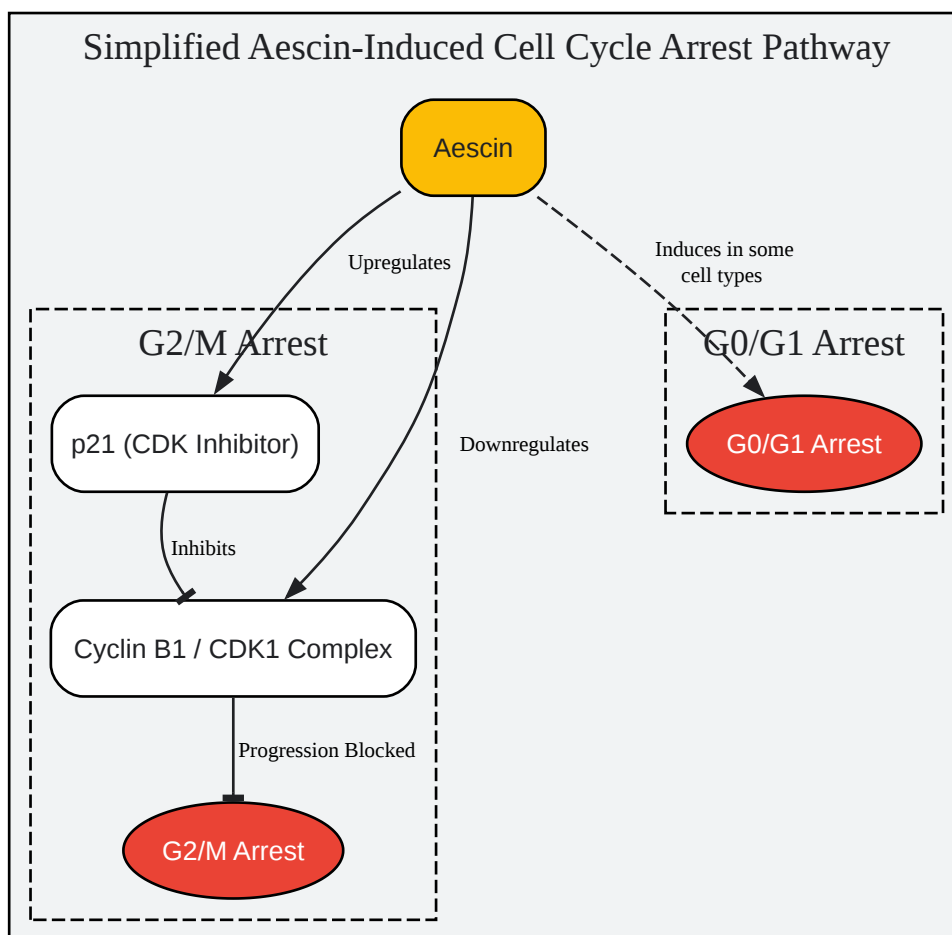 Simplified Aescin-Induced Cell Cycle Arrest Pathway
Aescin
Upregulates
Induces in some
cell types
G2/M Arrest
G0/G1 Arrest
p21 (CDK Inhibitor)
Downregulates
G0/G1 Arrest
Inhibits
Cyclin B1 / CDK1 Complex
Progression Blocked
G2/M Arrest